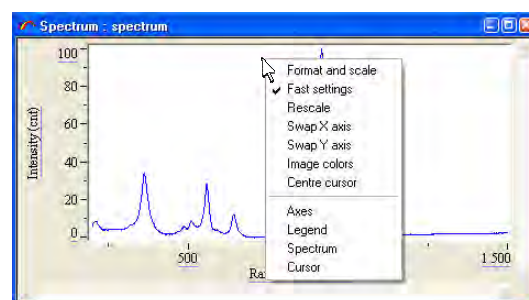 Spectrum : spectrum
100
80
60
40
20
0
Intensity (cnt)
Format and scale
Fast settings
Rescale
Swap X axis
Swap Y axis
Image colors
Centre cursor
Axes
Legend
Spectrum
Cursor
500
1 500
Ra